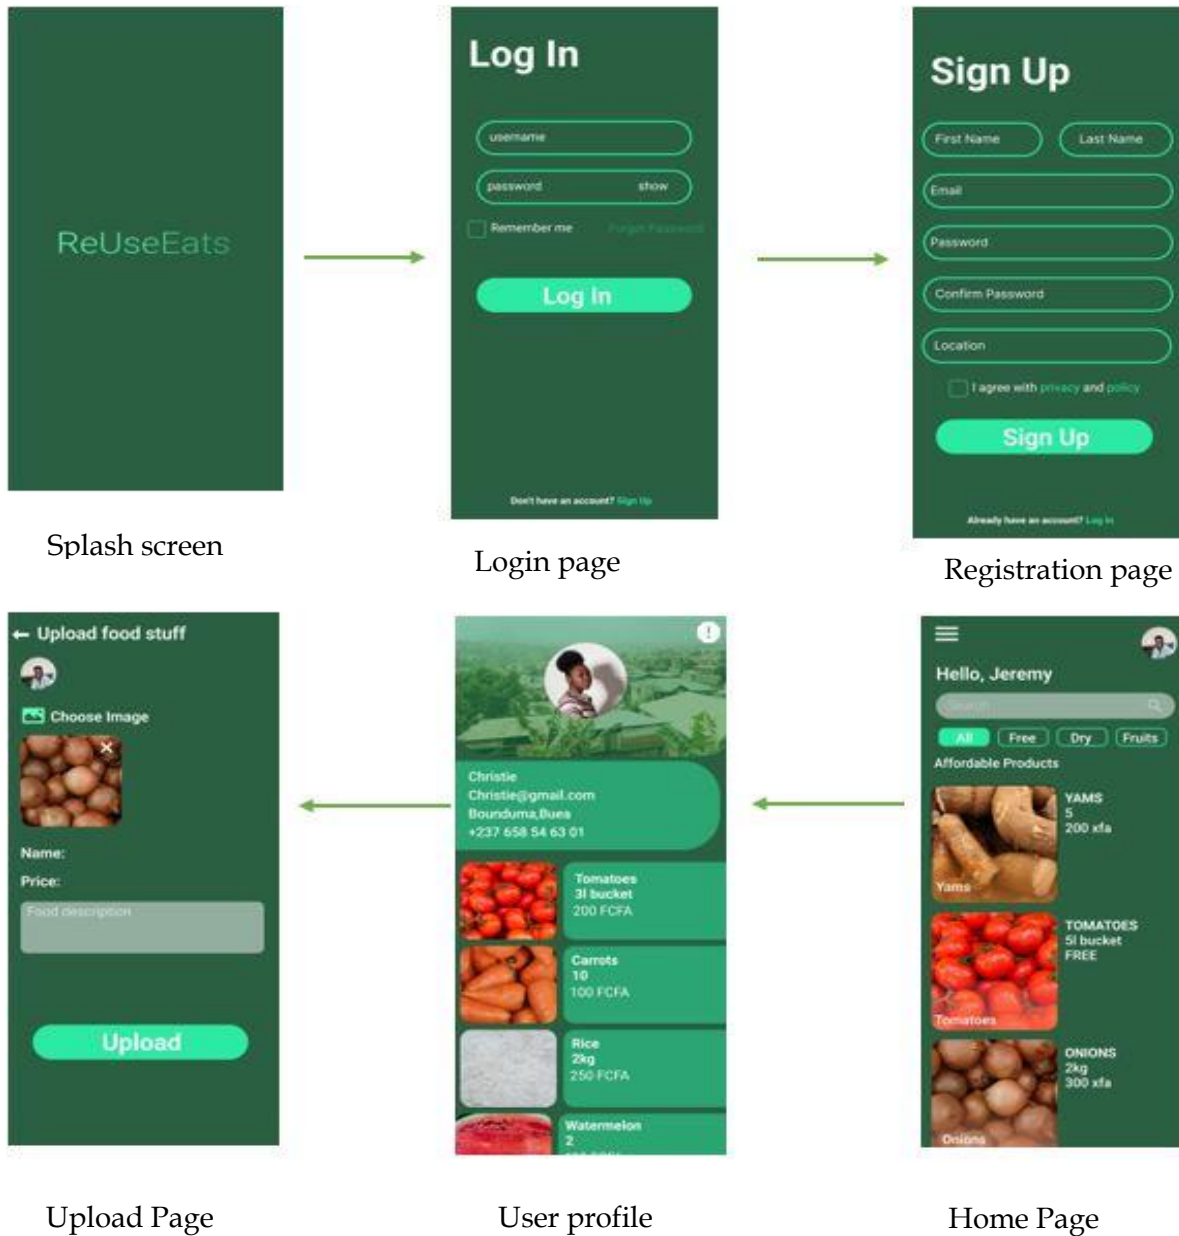 ReUseEats
Splash screen
Log In
username
password show
Remember me Forgot Password
Log In
Don't have an account? Sign Up
Login page
Sign Up
First Name Last Name
Email
Password
Confirm Password
Location
I agree with privacy and policy
Sign Up
Already have an account? Log In
Registration page
Upload food stuff
Choose Image
Name:
Price:
Food description
Upload
Upload Page
Christie
Christie@gmail.com
Bounduma,Buea
+237 658 54 63 01
Tomatoes
3l bucket
200 FCFA
Carrots
10
100 FCFA
Rice
2kg
250 FCFA
Watermelon
2
User profile
Hello, Jeremy
Search
All Free Dry Fruits
Affordable Products
YAMS
5
200 xfa
Yams
TOMATOES
5l bucket
FREE
Tomatoes
ONIONS
2kg
300 xfa
Onions
Home Page